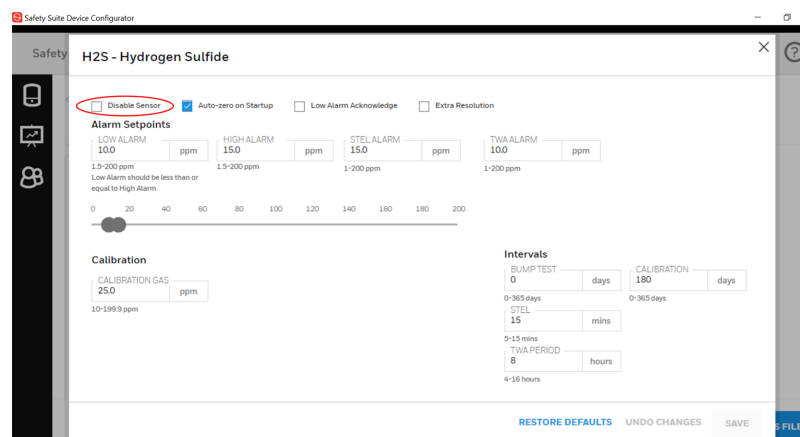 Safety Suite Device Configurator
Safety
H2S - Hydrogen Sulfide
Disable Sensor
Auto-zero on Startup
Low Alarm Acknowledge
Extra Resolution
Alarm Setpoints
LOW ALARM
10.0 ppm
1.5-200 ppm
Low Alarm should be less than or
equal to High Alarm
HIGH ALARM
15.0 ppm
1.5-200 ppm
STEL ALARM
15.0 ppm
1-200 ppm
TWA ALARM
10.0 ppm
1-200 ppm
0 20 40 60 80 100 120 140 160 180 200
Calibration
CALIBRATION GAS
25.0 ppm
10-199.9 ppm
Intervals
BUMP TEST
0 days
0-365 days
CALIBRATION
180 days
0-365 days
STEL
15 mins
5-15 mins
TWA PERIOD
8 hours
4-16 hours
RESTORE DEFAULTS
UNDO CHANGES
SAVE
S FILE